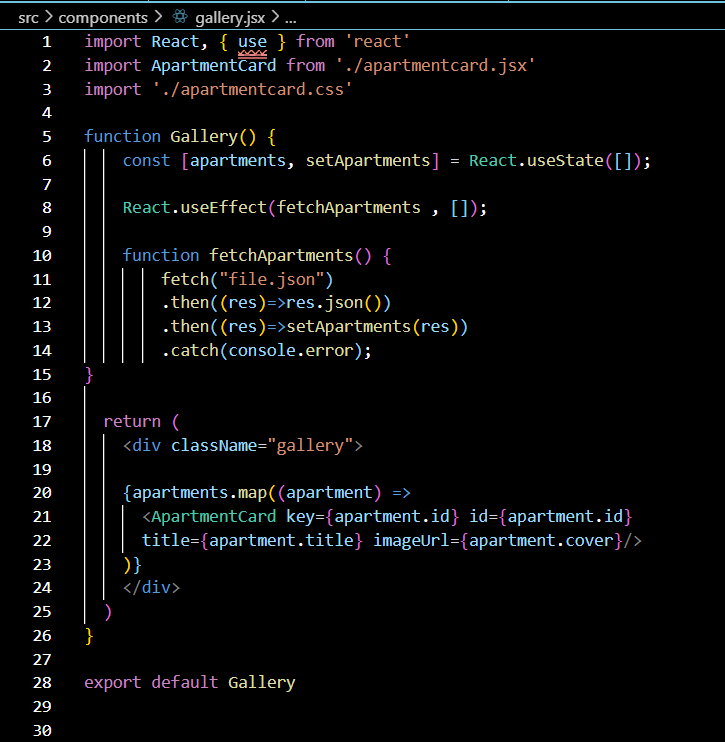 src > components > gallery.jsx > ...
1 import React, { use } from 'react'
2 import ApartmentCard from './apartmentcard.jsx'
3 import './apartmentcard.css'
4
5 function Gallery() {
6     const [apartments, setApartments] = React.useState([]);
7
8     React.useEffect(fetchApartments , []);
9
10     function fetchApartments() {
11         fetch("file.json")
12         .then((res)=>res.json())
13         .then((res)=>setApartments(res))
14         .catch(console.error);
15 }
16
17   return (
18     <div className="gallery">
19
20     {apartments.map((apartment) =>
21       <ApartmentCard key={apartment.id} id={apartment.id}
22       title={apartment.title} imageUrl={apartment.cover}/>
23     )}
24     </div>
25   )
26 }
27
28 export default Gallery
29
30